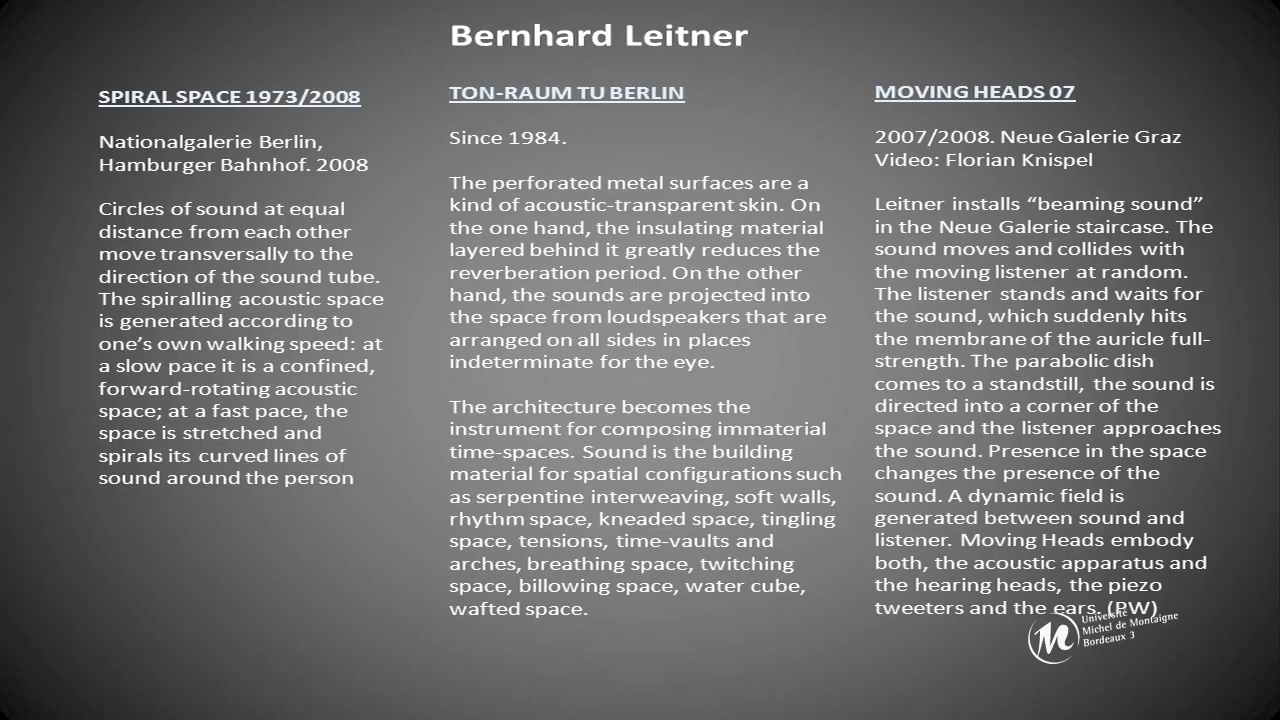 Bernhard Leitner
SPIRAL SPACE 1973/2008
Nationalgalerie Berlin,
Hamburger Bahnhof. 2008
Circles of sound at equal
distance from each other
move transversally to the
direction of the sound tube.
The spiralling acoustic space
is generated according to
one’s own walking speed: at
a slow pace it is a confined,
forward-rotating acoustic
space; at a fast pace, the
space is stretched and
spirals its curved lines of
sound around the person
TON-RAUM TU BERLIN
Since 1984.
The perforated metal surfaces are a
kind of acoustic-transparent skin. On
the one hand, the insulating material
layered behind it greatly reduces the
reverberation period. On the other
hand, the sounds are projected into
the space from loudspeakers that are
arranged on all sides in places
indeterminate for the eye.
The architecture becomes the
instrument for composing immaterial
time-spaces. Sound is the building
material for spatial configurations such
as serpentine interweaving, soft walls,
rhythm space, kneaded space, tingling
space, tensions, time-vaults and
arches, breathing space, twitching
space, billowing space, water cube,
wafted space.
MOVING HEADS 07
2007/2008. Neue Galerie Graz
Video: Florian Knispel
Leitner installs “beaming sound”
in the Neue Galerie staircase. The
sound moves and collides with
the moving listener at random.
The listener stands and waits for
the sound, which suddenly hits
the membrane of the auricle full-
strength. The parabolic dish
comes to a standstill, the sound is
directed into a corner of the
space and the listener approaches
the sound. Presence in the space
changes the presence of the
sound. A dynamic field is
generated between sound and
listener. Moving Heads embody
both, the acoustic apparatus and
the hearing heads, the piezo
tweeters and the ears. (PW)
Université
Michel de Montaigne
Bordeaux 3